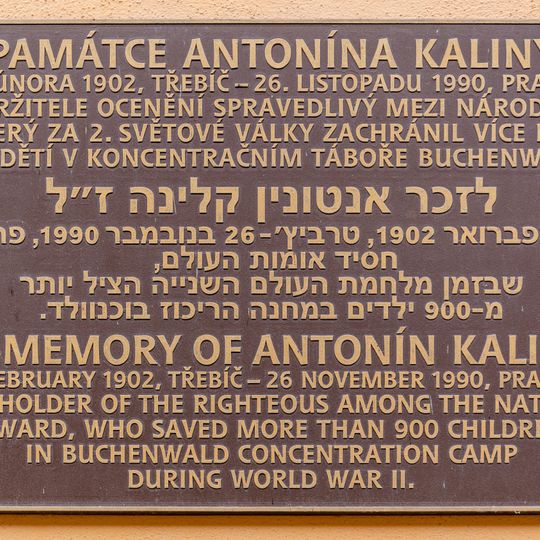 PAMÁTCE ANTONÍNA KALINY
ÚNORA 1902, TŘEBÍČ – 26. LISTOPADU 1990, PRA
RŽITELE OCENĚNÍ SPRAVEDLIVÝ MEZI NÁROD
ERÝ ZA 2. SVĚTOVÉ VÁLKY ZACHRÁNIL VÍCE
DĚTÍ V KONCENTRAČNÍM TÁBOŘE BUCHENW
לזכר אנטונין קלינה ז״ל
פברואר 1902, טרביץ׳ - 26 בנובמבר 1990, פר
חסיד אומות העולם,
שבזמן מלחמת העולם השנייה הציל יותר
מ-900 ילדים במחנה הריכוז בוכנוולד.
MEMORY OF ANTONÍN KALI
EBRUARY 1902, TŘEBÍČ – 26 NOVEMBER 1990, PRA
HOLDER OF THE RIGHTEOUS AMONG THE NAT
WARD, WHO SAVED MORE THAN 900 CHILDRE
IN BUCHENWALD CONCENTRATION CAMP
DURING WORLD WAR II.